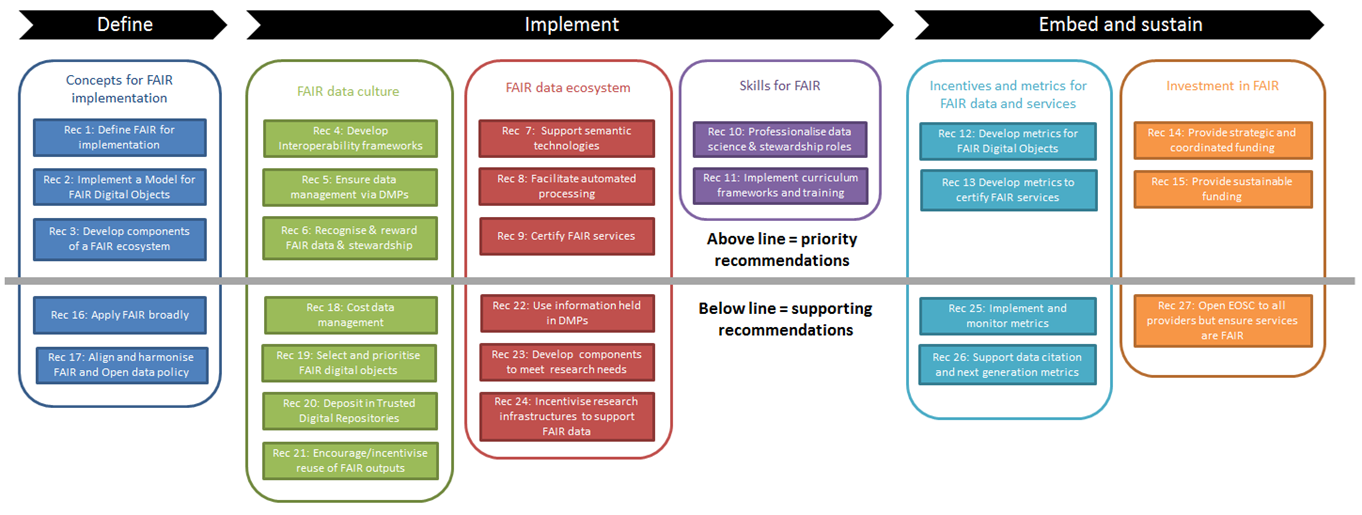 Define
Implement
Embed and sustain
Concepts for FAIR
implementation
Rec 1: Define FAIR for
implementation
Rec 2: Implement a Model for
FAIR Digital Objects
Rec 3: Develop components
of a FAIR ecosystem
Rec 16: Apply FAIR broadly
Rec 17: Align and harmonise
FAIR and Open data policy
FAIR data culture
Rec 4: Develop
Interoperability frameworks
Rec 5: Ensure data
management via DMPs
Rec 6: Recognise & reward
FAIR data & stewardship
Rec 18: Cost data
management
Rec 19: Select and prioritise
FAIR digital objects
Rec 20: Deposit in Trusted
Digital Repositories
Rec 21: Encourage/incentivise
reuse of FAIR outputs
FAIR data ecosystem
Rec 7: Support semantic
technologies
Rec 8: Facilitate automated
processing
Rec 9: Certify FAIR services
Rec 22: Use information held
in DMPs
Rec 23: Develop components
to meet research needs
Rec 24: Incentivise research
infrastructures to support
FAIR data
Skills for FAIR
Rec 10: Professionalise data
science & stewardship roles
Rec 11: Implement curriculum
frameworks and training
Above line = priority
recommendations
Below line = supporting
recommendations
Incentives and metrics for
FAIR data and services
Rec 12: Develop metrics for
FAIR Digital Objects
Rec 13 Develop metrics to
certify FAIR services
Rec 25: Implement and
monitor metrics
Rec 26: Support data citation
and next generation metrics
Investment in FAIR
Rec 14: Provide strategic and
coordinated funding
Rec 15: Provide sustainable
funding
Rec 27: Open EOSC to all
providers but ensure services
are FAIR